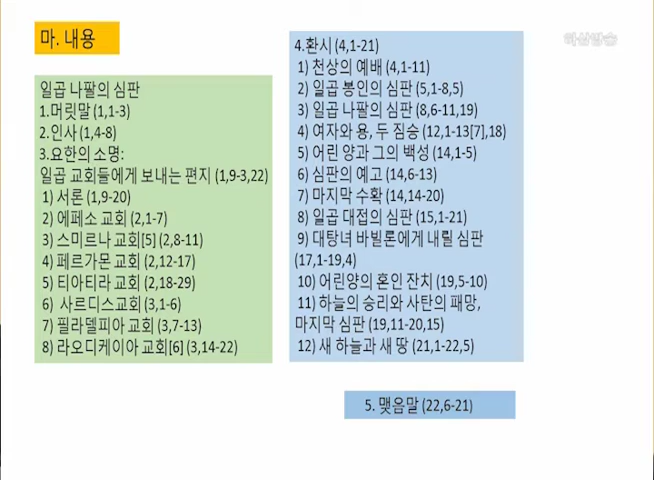 마. 내용
일곱 나팔의 심판
1.머릿말 (1,1-3)
2.인사 (1,4-8)
3.요한의 소명:
일곱 교회들에게 보내는 편지 (1,9-3,22)
1) 서론 (1,9-20)
2) 에페소 교회 (2,1-7)
3) 스미르나 교회[5] (2,8-11)
4) 페르가몬 교회 (2,12-17)
5) 티아티라 교회 (2,18-29)
6) 사르디스교회 (3,1-6)
7) 필라델피아 교회 (3,7-13)
8) 라오디케이아 교회[6] (3,14-22)
4.환시 (4,1-21)
1) 천상의 예배 (4,1-11)
2) 일곱 봉인의 심판 (5,1-8,5)
3) 일곱 나팔의 심판 (8,6-11,19)
4) 여자와 용, 두 짐승 (12,1-13[7],18)
5) 어린 양과 그의 백성 (14,1-5)
6) 심판의 예고 (14,6-13)
7) 마지막 수확 (14,14-20)
8) 일곱 대접의 심판 (15,1-21)
9) 대탕녀 바빌론에게 내릴 심판
(17,1-19,4)
10) 어린양의 혼인 잔치 (19,5-10)
11) 하늘의 승리와 사탄의 패망,
마지막 심판 (19,11-20,15)
12) 새 하늘과 새 땅 (21,1-22,5)
5. 맺음말 (22,6-21)